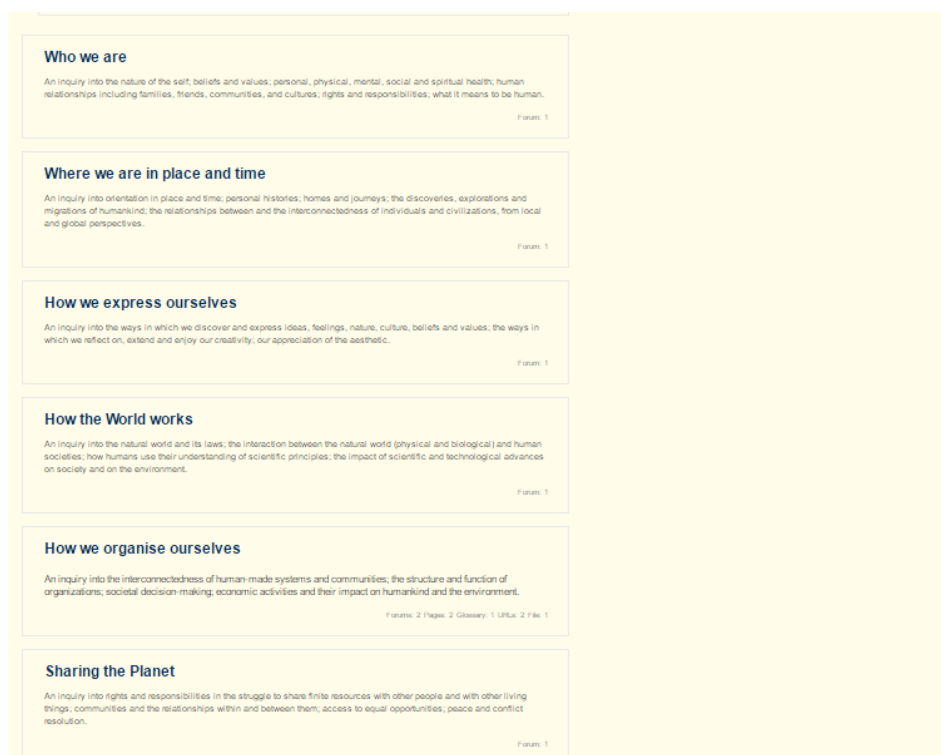 Who we are
An inquiry into the nature of the self; beliefs and values; personal, physical, mental, social and spiritual health; human
relationships including families, friends, communities, and cultures; rights and responsibilities; what it means to be human.
Forum: 1
Where we are in place and time
An inquiry into orientation in place and time; personal histories; homes and journeys; the discoveries, explorations and
migrations of humankind; the relationships between and the interconnectedness of individuals and civilizations, from local
and global perspectives.
Forum: 1
How we express ourselves
An inquiry into the ways in which we discover and express ideas, feelings, nature, culture, beliefs and values; the ways in
which we reflect on, extend and enjoy our creativity; our appreciation of the aesthetic.
Forum: 1
How the World works
An inquiry into the natural world and its laws; the interaction between the natural world (physical and biological) and human
societies; how humans use their understanding of scientific principles; the impact of scientific and technological advances
on society and on the environment.
Forum: 1
How we organise ourselves
An inquiry into the interconnectedness of human-made systems and communities; the structure and function of
organizations; societal decision-making; economic activities and their impact on humankind and the environment.
Forums: 2 Pages: 2 Glossary: 1 URLs: 2 File: 1
Sharing the Planet
An inquiry into rights and responsibilities in the struggle to share finite resources with other people and with other living
things; communities and the relationships within and between them; access to equal opportunities; peace and conflict
resolution.
Forum: 1